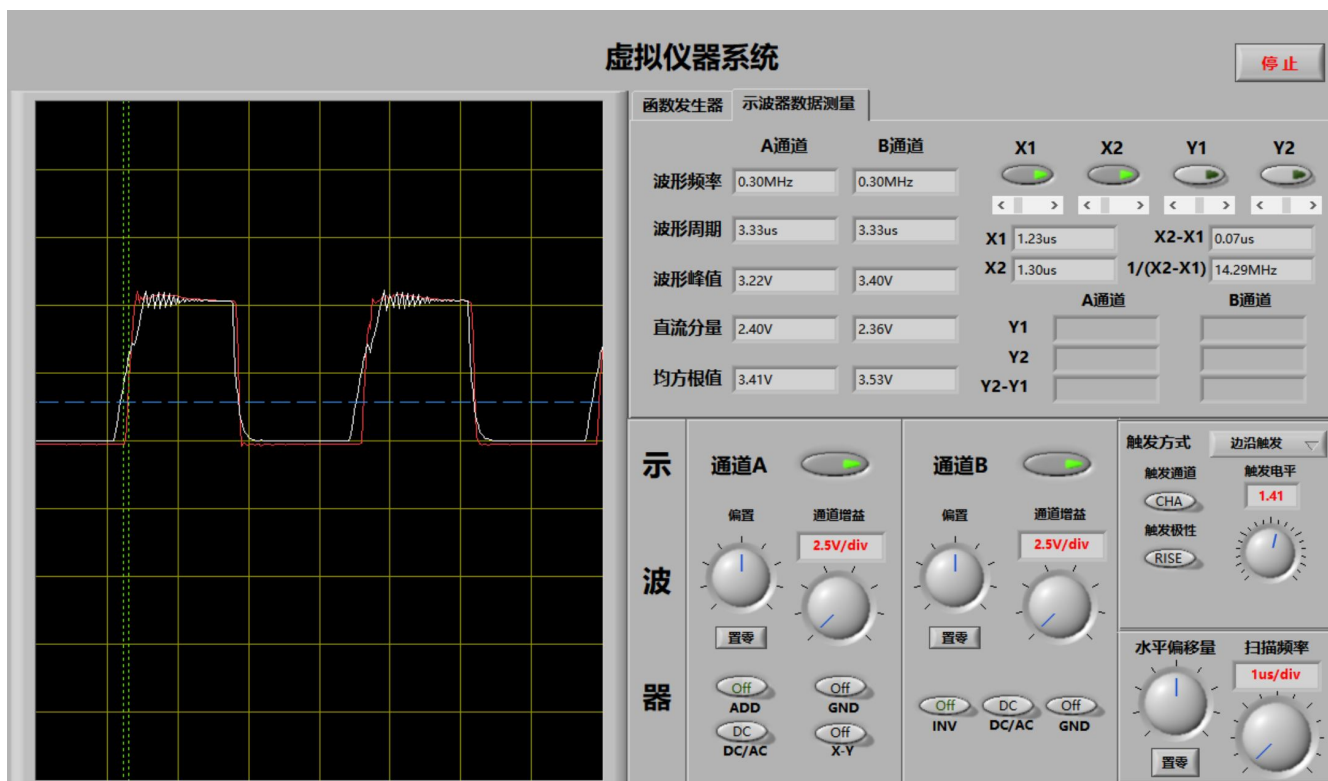 虚拟仪器系统
停止
函数发生器 示波器数据测量
A通道 B通道
波形频率 0.30MHz 0.30MHz
波形周期 3.33us 3.33us
波形峰值 3.22V 3.40V
直流分量 2.40V 2.36V
均方根值 3.41V 3.53V
X1 X2 Y1 Y2
< > < > < > < >
X1 1.23us X2-X1 0.07us
X2 1.30us 1/(X2-X1) 14.29MHz
A通道 B通道
Y1
Y2
Y2-Y1
示波器
通道A
偏置 通道增益
2.5V/div
置零
Off Off
ADD GND
DC Off
DC/AC X-Y
通道B
偏置 通道增益
2.5V/div
置零
Off DC Off
INV DC/AC GND
触发方式 边沿触发
触发通道 触发电平
CHA 1.41
触发极性
RISE
水平偏移量 扫描频率
1us/div
置零